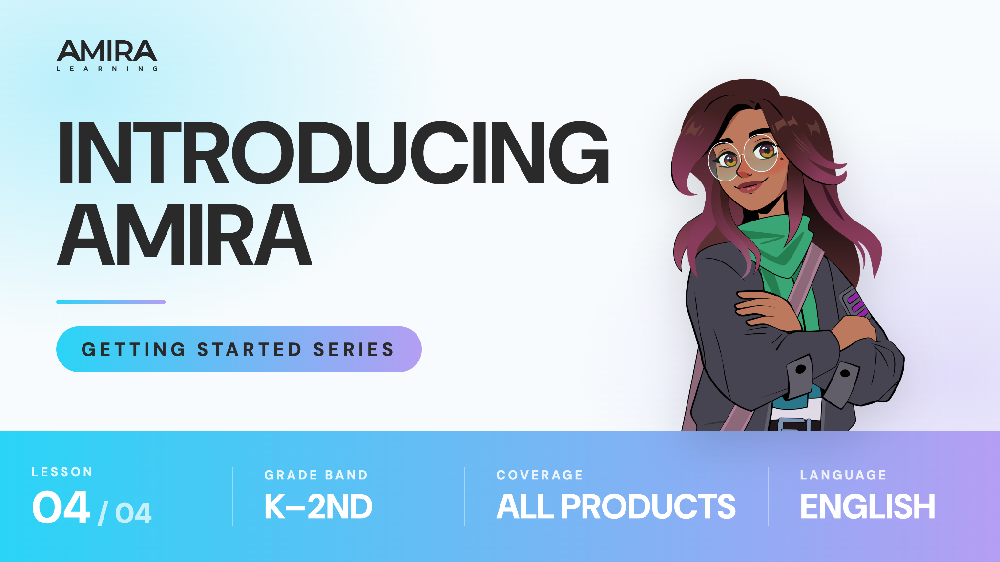 AMIRA
LEARNING
INTRODUCING
AMIRA
GETTING STARTED SERIES
LESSON
04 / 04
GRADE BAND
K–2ND
COVERAGE
ALL PRODUCTS
LANGUAGE
ENGLISH